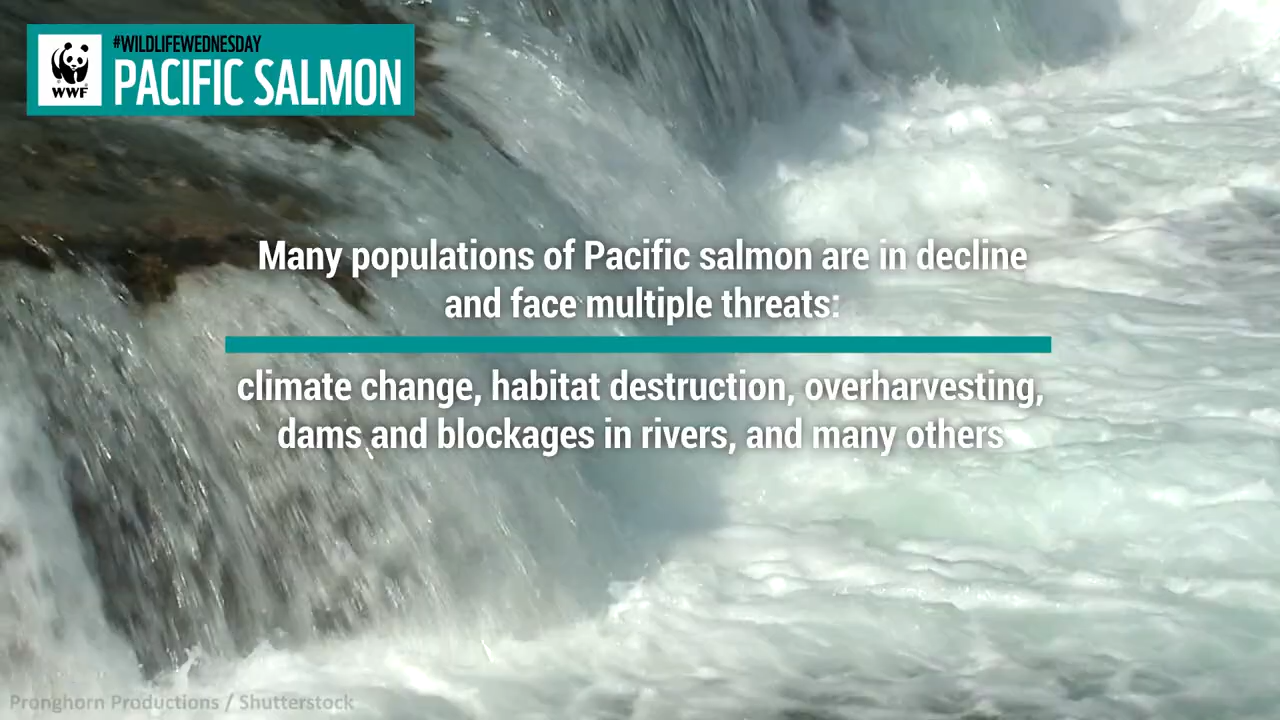 #WILDLIFEWEDNESDAY
PACIFIC SALMON
WWF
Many populations of Pacific salmon are in decline
and face multiple threats:
climate change, habitat destruction, overharvesting,
dams and blockages in rivers, and many others
Pronghorn Productions / Shutterstock